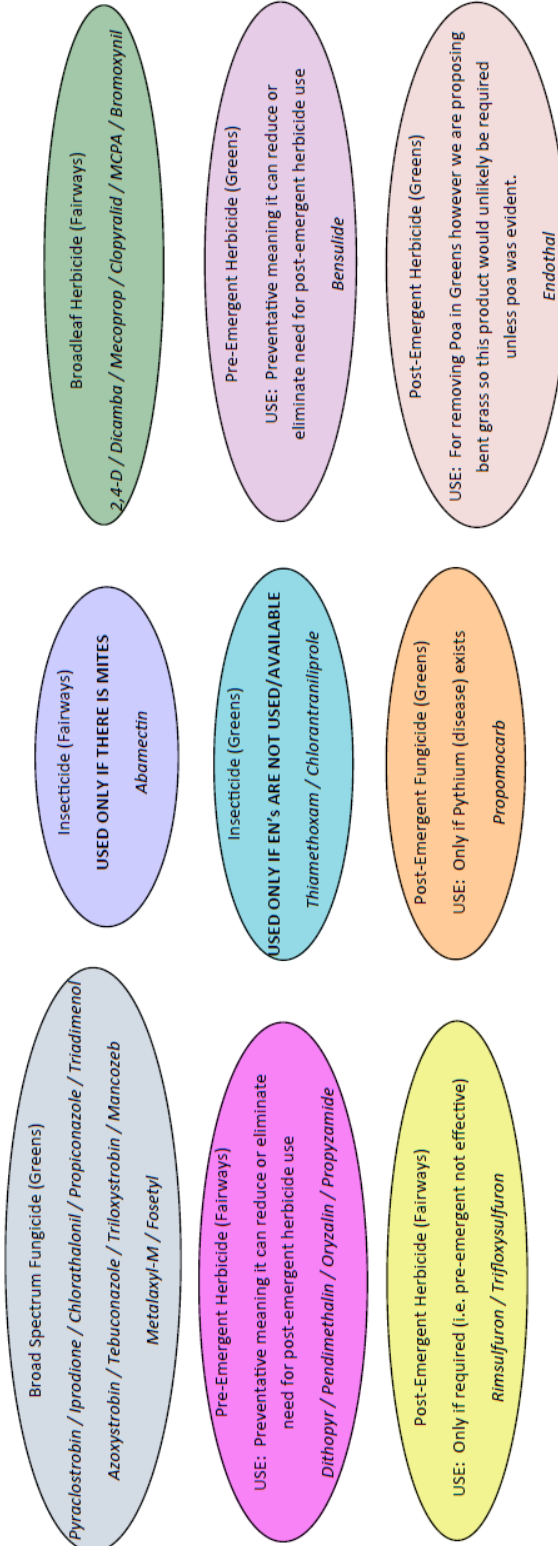 Broad Spectrum Fungicide (Greens)
Pyraclostrobin / Iprodione / Chlorathalonil / Propiconazole / Triadimenol
Azoxystrobin / Tebuconazole / Triloxystrobin / Mancozeb
Metalaxyl-M / Fosetyl
Insecticide (Fairways)
USED ONLY IF THERE IS MITES
Abamectin
Broadleaf Herbicide (Fairways)
2,4-D / Dicamba / Mecoprop / Clopyralid / MCPA / Bromoxynil
Pre-Emergent Herbicide (Fairways)
USE: Preventative meaning it can reduce or eliminate
need for post-emergent herbicide use
Dithopyr / Pendimethalin / Oryzalin / Propyzamide
Insecticide (Greens)
USED ONLY IF EN's ARE NOT USED/AVAILABLE
Thiamethoxam / Chlorantraniliprole
Pre-Emergent Herbicide (Greens)
USE: Preventative meaning it can reduce or
eliminate need for post-emergent herbicide use
Bensulide
Post-Emergent Herbicide (Fairways)
USE: Only if required (i.e. pre-emergent not effective)
Rimsulfuron / Trifloxysulfuron
Post-Emergent Fungicide (Greens)
USE: Only if Pythium (disease) exists
Propomocarb
Post-Emergent Herbicide (Greens)
USE: For removing Poa in Greens however we are proposing
bent grass so this product would unlikely be required
unless poa was evident.
Endothal